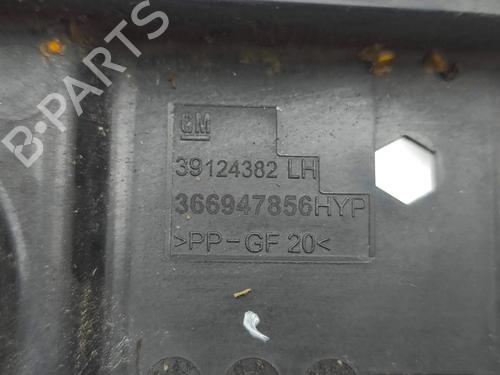 B-PARTS
GM
39124382 LH
366947856HYP
>PP-GF 20<